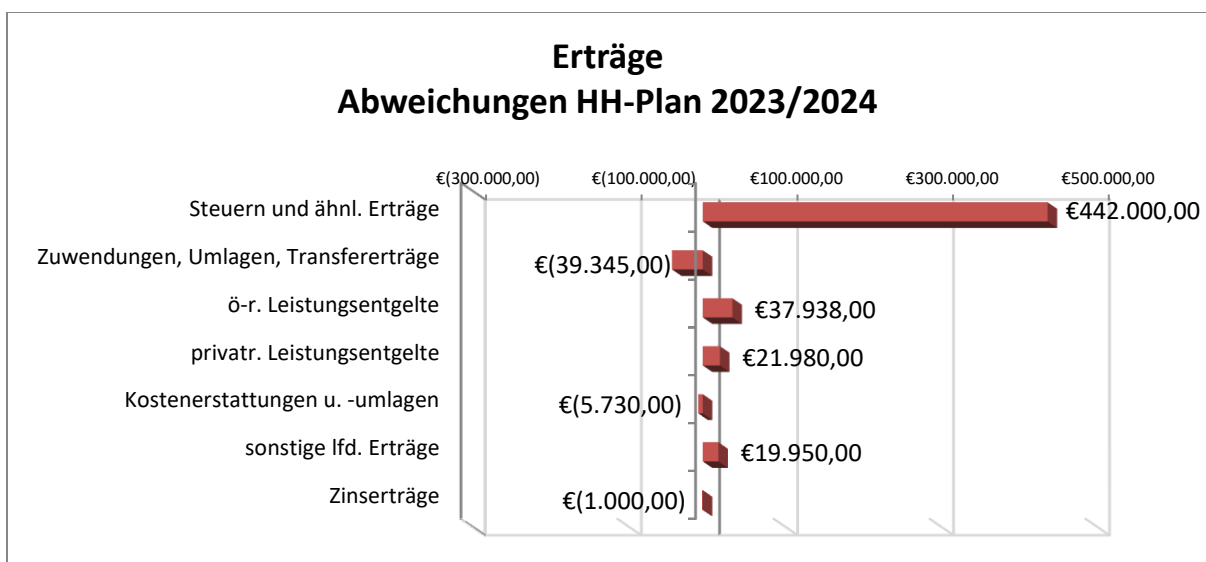 Erträge
Abweichungen HH-Plan 2023/2024
€(300.000,00) €(100.000,00) €100.000,00 €300.000,00 €500.000,00
Steuern und ähnl. Erträge €442.000,00
Zuwendungen, Umlagen, Transfererträge €(39.345,00)
ö-r. Leistungsentgelte €37.938,00
privatr. Leistungsentgelte €21.980,00
Kostenerstattungen u. -umlagen €(5.730,00)
sonstige lfd. Erträge €19.950,00
Zinserträge €(1.000,00)